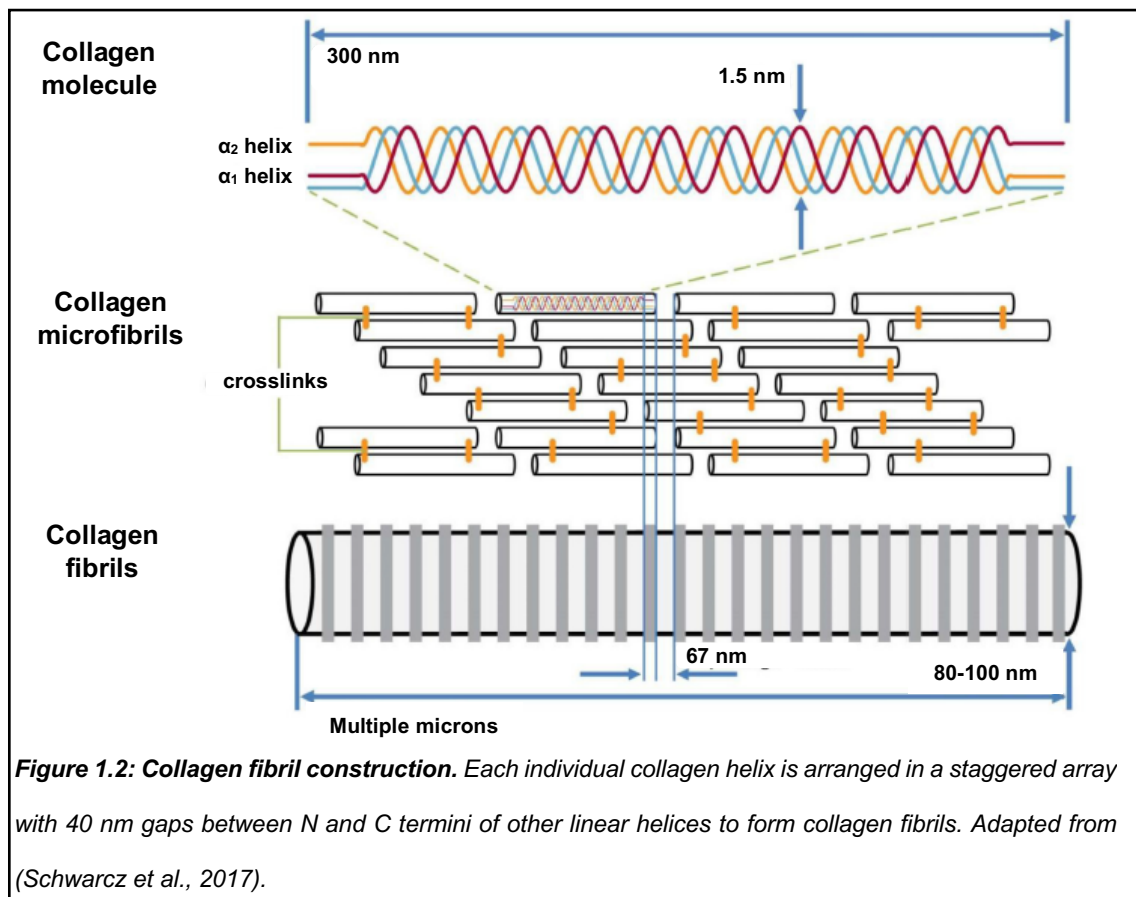 Collagen
molecule
300 nm
1.5 nm
α₂ helix
α₁ helix
Collagen
microfibrils
crosslinks
Collagen
fibrils
67 nm
80-100 nm
Multiple microns
Figure 1.2: Collagen fibril construction. Each individual collagen helix is arranged in a staggered array
with 40 nm gaps between N and C termini of other linear helices to form collagen fibrils. Adapted from
(Schwarcz et al., 2017).